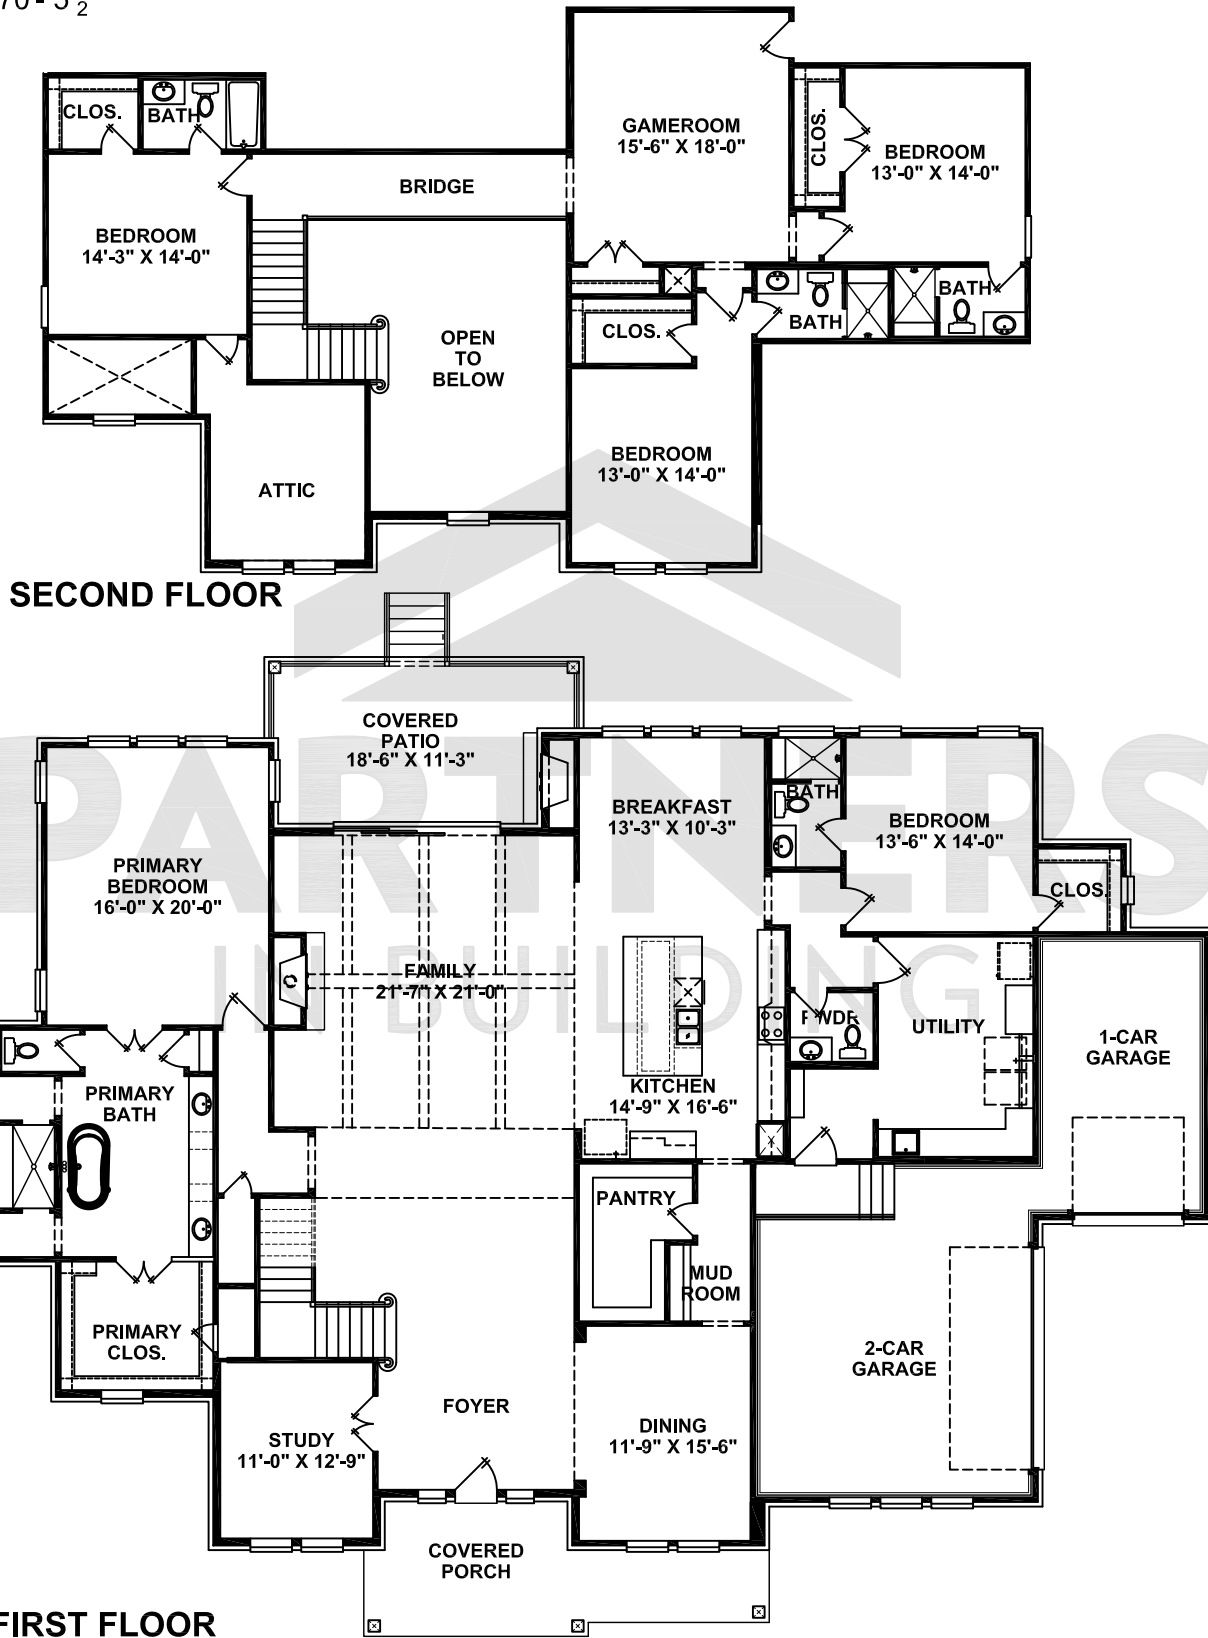 70'- 5 2
CLOS.
BATH
GAMEROOM
15'-6" X 18'-0"
CLOS.
BEDROOM
13'-0" X 14'-0"
BRIDGE
BEDROOM
14'-3" X 14'-0"
BATH
BATH
CLOS.
OPEN
TO
BELOW
BEDROOM
13'-0" X 14'-0"
ATTIC
SECOND FLOOR
COVERED
PATIO
18'-6" X 11'-3"
BREAKFAST
13'-3" X 10'-3"
BATH
BEDROOM
13'-6" X 14'-0"
CLOS.
PRIMARY
BEDROOM
16'-0" X 20'-0"
FAMILY
21'-7" X 21'-0"
PWDR
UTILITY
1-CAR
GARAGE
PRIMARY
BATH
KITCHEN
14'-9" X 16'-6"
PANTRY
MUD
ROOM
PRIMARY
CLOS.
2-CAR
GARAGE
FOYER
STUDY
11'-0" X 12'-9"
DINING
11'-9" X 15'-6"
COVERED
PORCH
FIRST FLOOR
PARTNERS
IN BUILDING